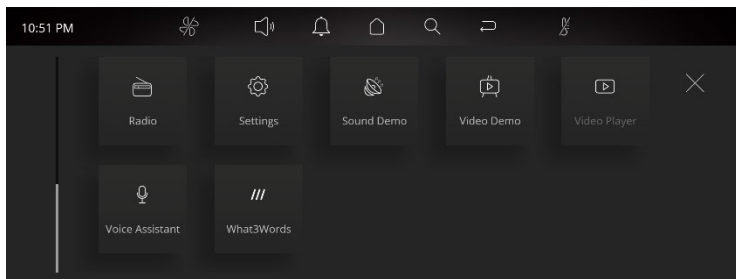 10:51 PM
Radio
Settings
Sound Demo
Video Demo
Video Player
Voice Assistant
What3Words